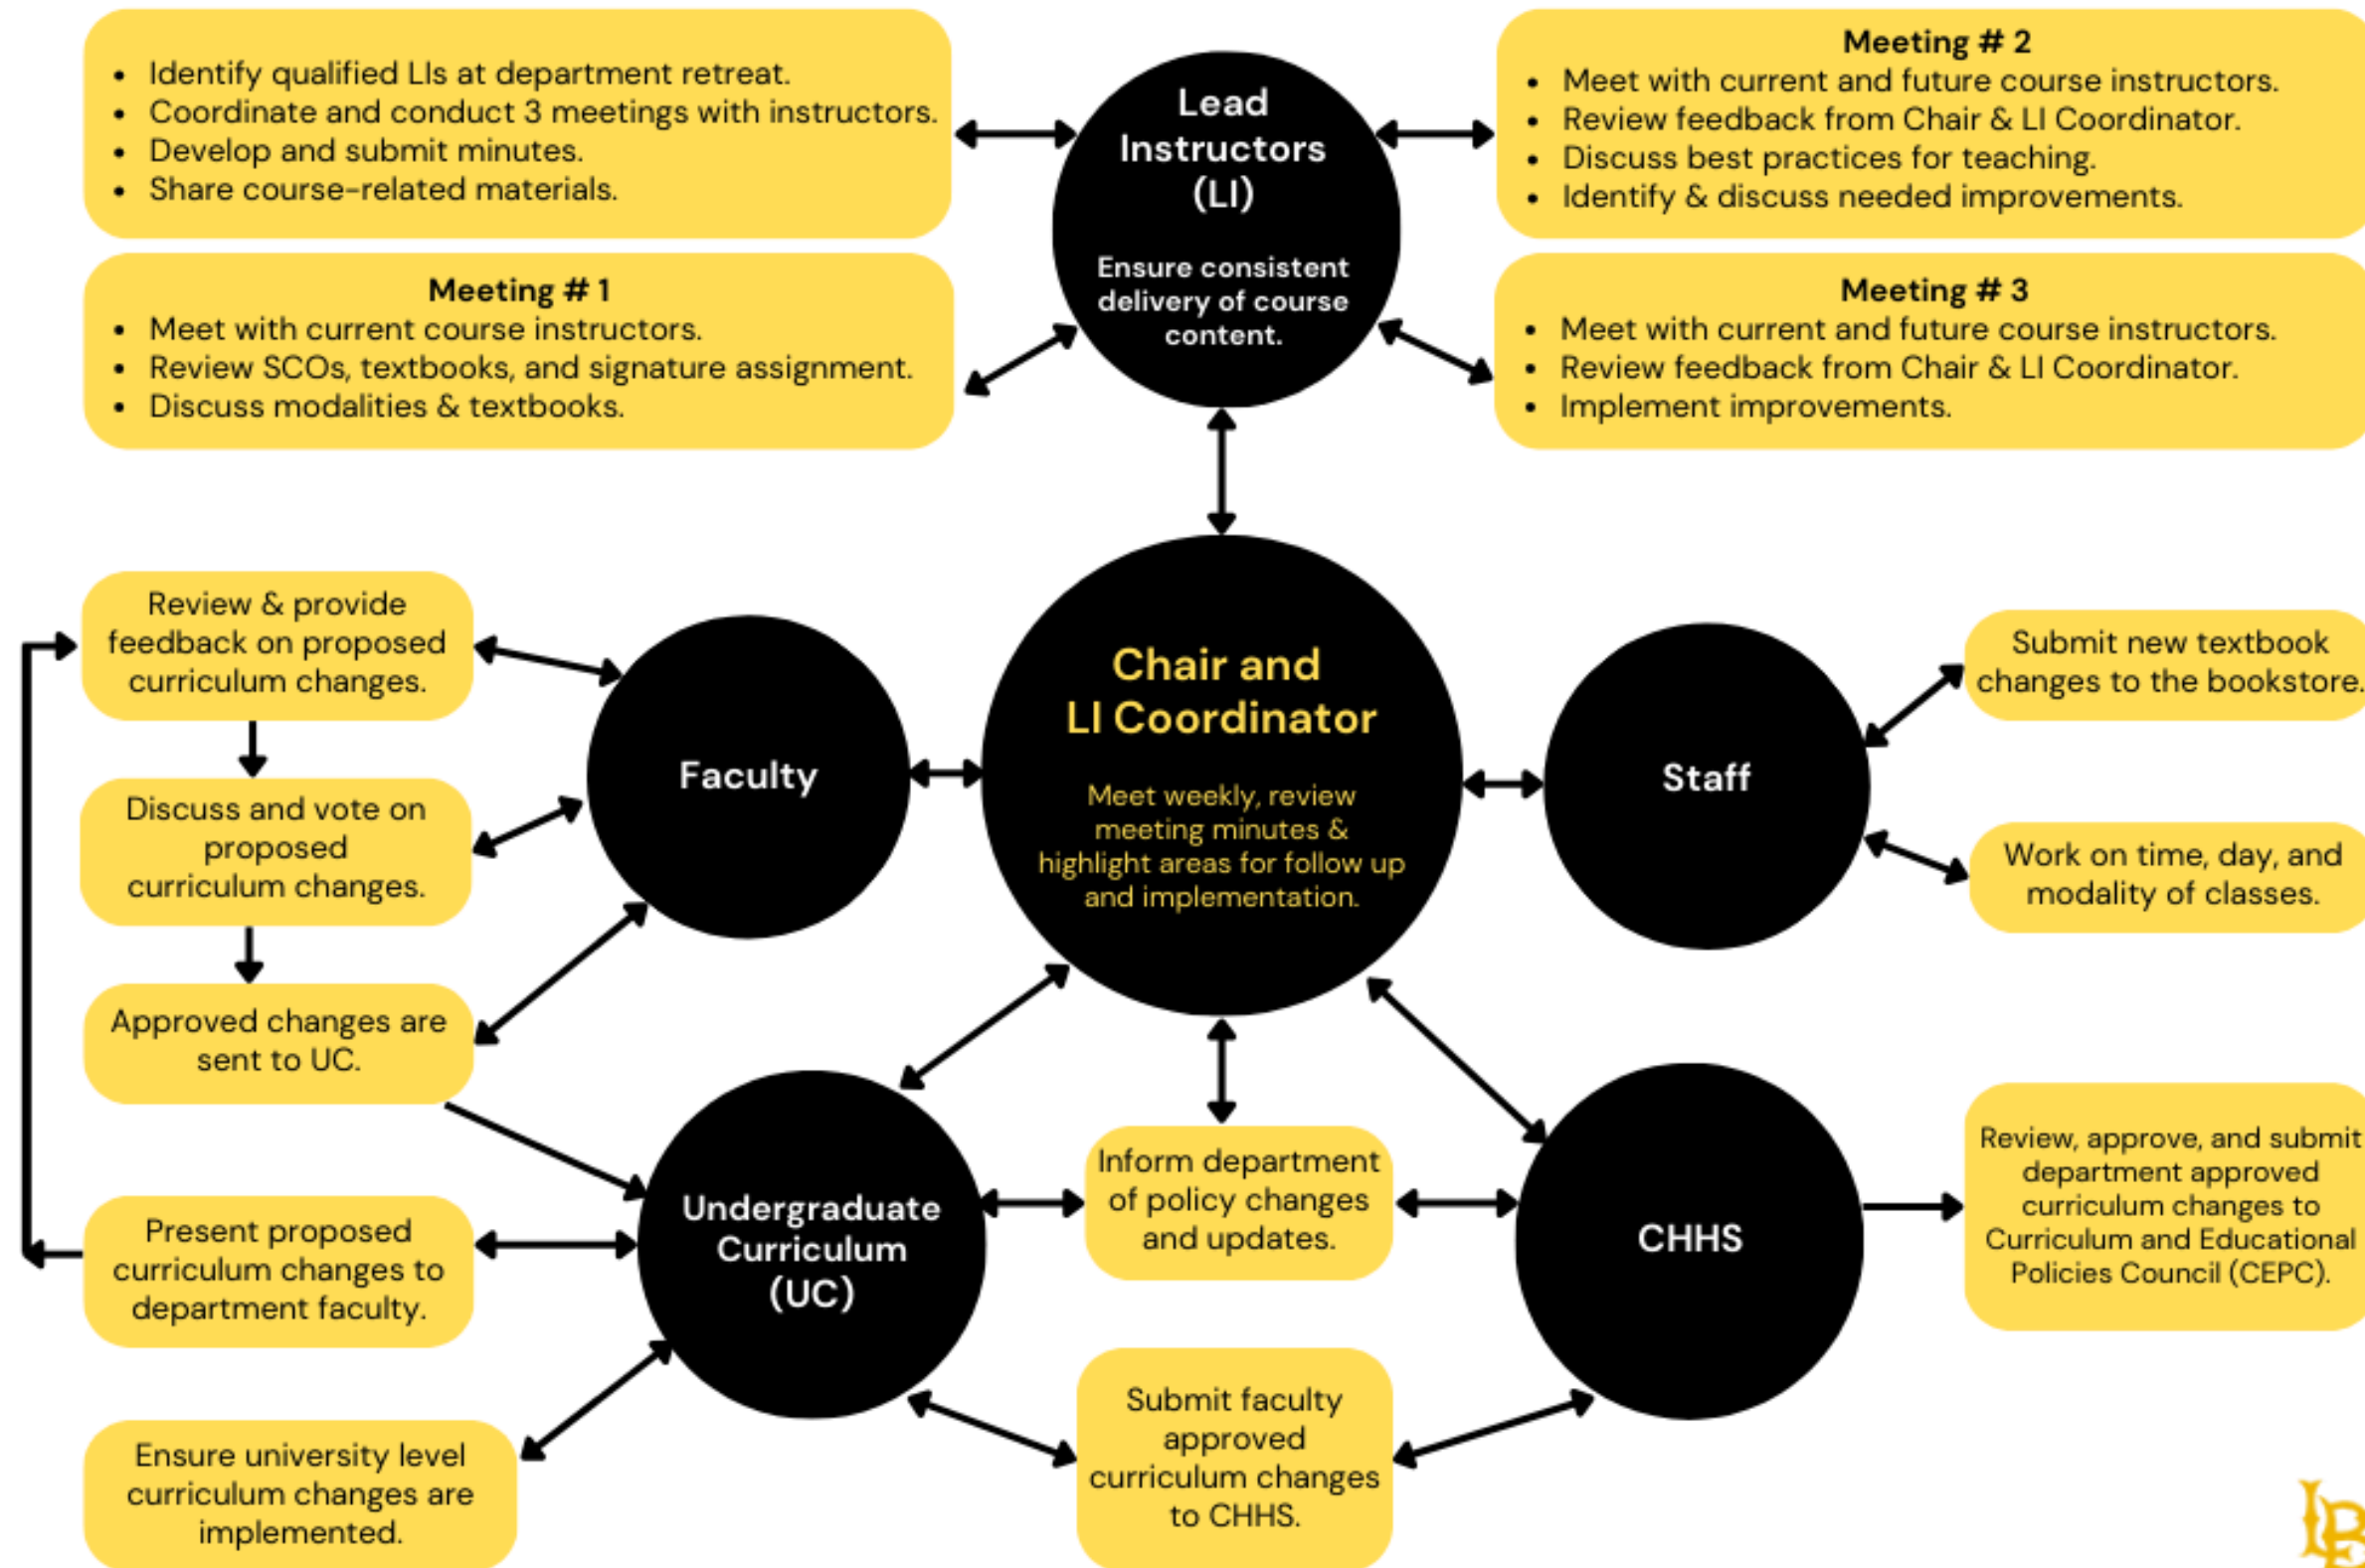 • Identify qualified LIs at department retreat.
• Coordinate and conduct 3 meetings with instructors.
• Develop and submit minutes.
• Share course-related materials.
Lead
Instructors
(LI)
Ensure consistent
delivery of course
content.
Meeting # 2
• Meet with current and future course instructors.
• Review feedback from Chair & LI Coordinator.
• Discuss best practices for teaching.
• Identify & discuss needed improvements.
Meeting # 1
• Meet with current course instructors.
• Review SCOs, textbooks, and signature assignment.
• Discuss modalities & textbooks.
Meeting # 3
• Meet with current and future course instructors.
• Review feedback from Chair & LI Coordinator.
• Implement improvements.
Review & provide
feedback on proposed
curriculum changes.
Discuss and vote on
proposed
curriculum changes.
Approved changes are
sent to UC.
Faculty
Chair and
LI Coordinator
Meet weekly, review
meeting minutes &
highlight areas for follow up
and implementation.
Staff
Submit new textbook
changes to the bookstore.
Work on time, day, and
modality of classes.
Present proposed
curriculum changes to
department faculty.
Ensure university level
curriculum changes are
implemented.
Undergraduate
Curriculum
(UC)
Inform department
of policy changes
and updates.
Submit faculty
approved
curriculum changes
to CHHS.
CHHS
Review, approve, and submit
department approved
curriculum changes to
Curriculum and Educational
Policies Council (CEPC).
LB